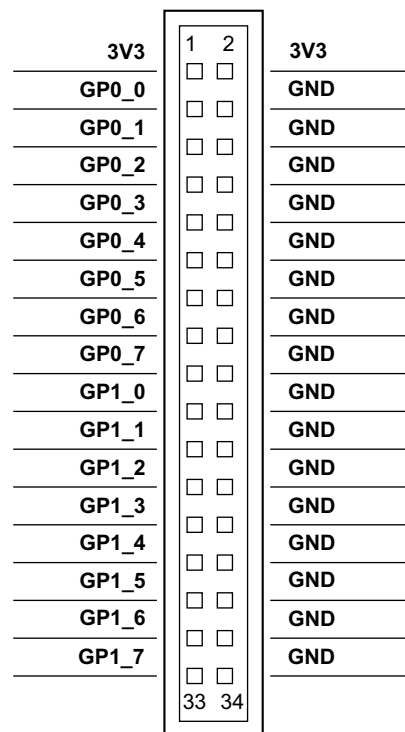 3V3 1 2 3V3
GP0_0 GND
GP0_1 GND
GP0_2 GND
GP0_3 GND
GP0_4 GND
GP0_5 GND
GP0_6 GND
GP0_7 GND
GP1_0 GND
GP1_1 GND
GP1_2 GND
GP1_3 GND
GP1_4 GND
GP1_5 GND
GP1_6 GND
GP1_7 GND
33 34